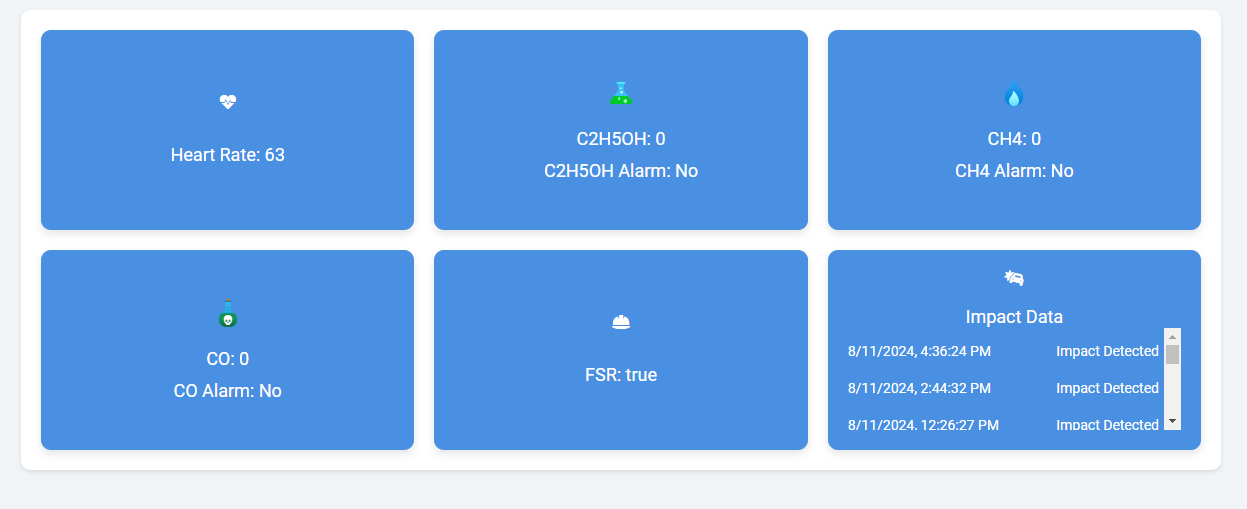 Heart Rate: 63
C2H5OH: 0
C2H5OH Alarm: No
CH4: 0
CH4 Alarm: No
CO: 0
CO Alarm: No
FSR: true
Impact Data
8/11/2024, 4:36:24 PM Impact Detected
8/11/2024, 2:44:32 PM Impact Detected
8/11/2024, 12:26:27 PM Impact Detected